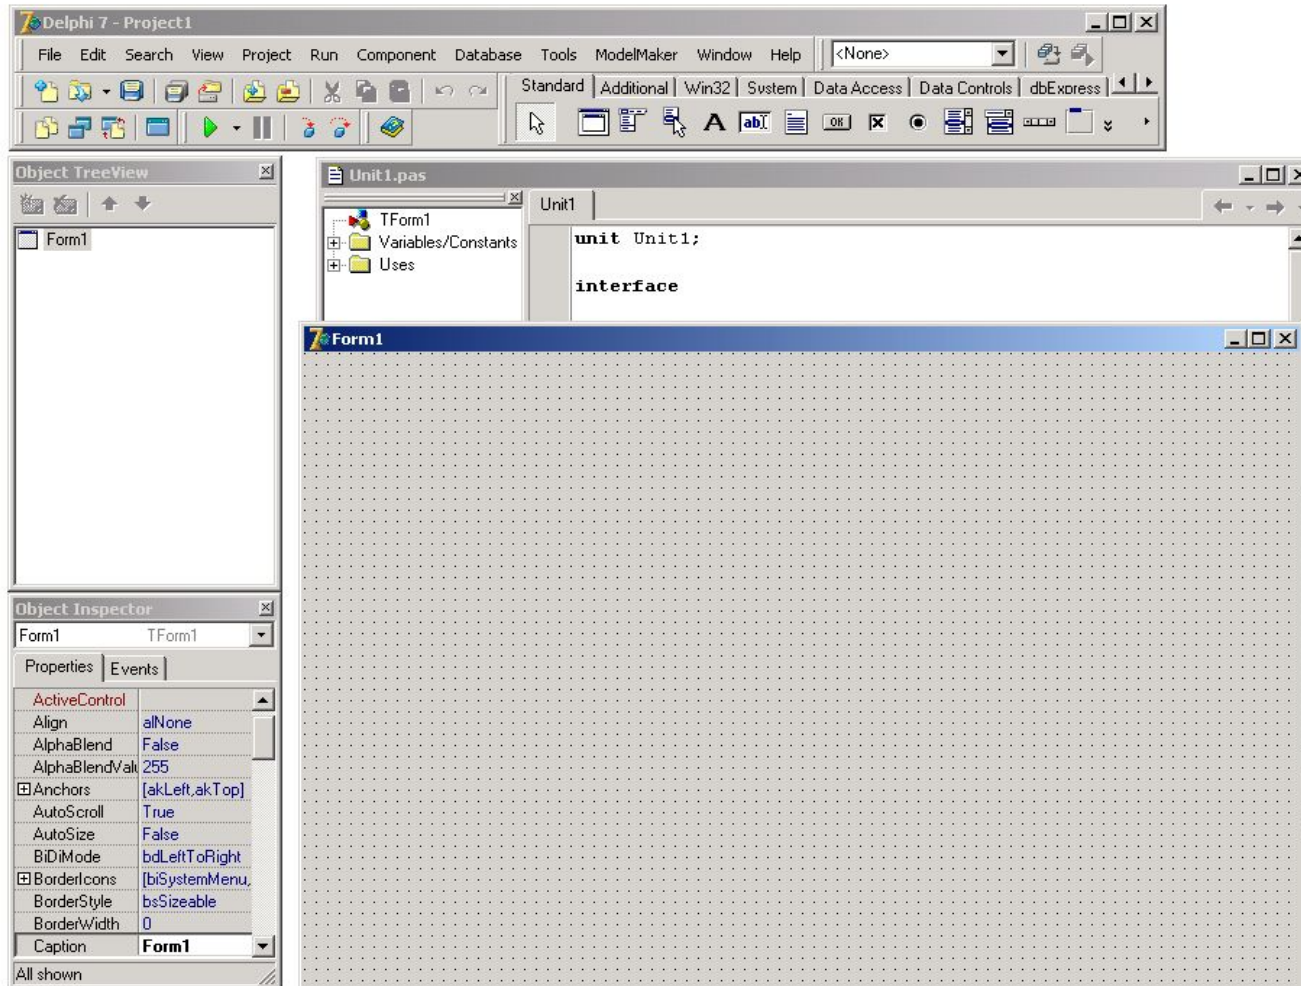 Delphi 7 - Project1
File Edit Search View Project Run Component Database Tools ModelMaker Window Help <None>
Standard Additional Win32 System Data Access Data Controls dbExpress
A ab OK
Object TreeView
Form1
Unit1.pas
TForm1
Variables/Constants
Uses
Unit1
unit Unit1;
interface
Form1
Object Inspector
Form1 TForm1
Properties Events
ActiveControl
Align alNone
AlphaBlend False
AlphaBlendValu 255
Anchors [akLeft,akTop]
AutoScroll True
AutoSize False
BiDiMode bdLeftToRight
BorderIcons [biSystemMenu,
BorderStyle bsSizeable
BorderWidth 0
Caption Form1
All shown